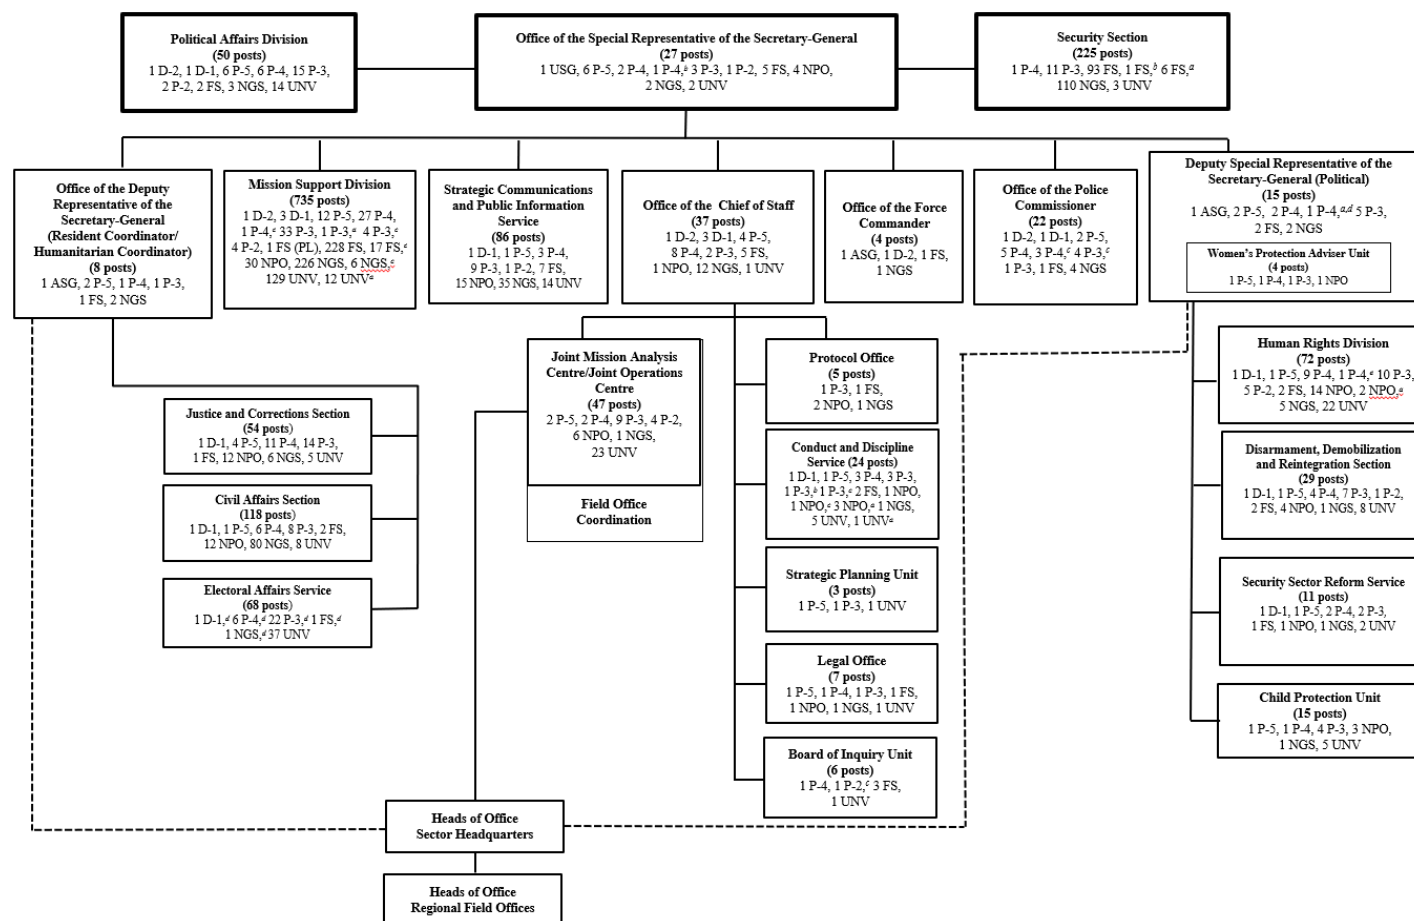 Political Affairs Division
(50 posts)
1 D-2, 1 D-1, 6 P-5, 6 P-4, 15 P-3,
2 P-2, 2 FS, 3 NGS, 14 UNV
Office of the Special Representative of the Secretary-General
(27 posts)
1 USG, 6 P-5, 2 P-4, 1 P-4,ᵇ 3 P-3, 1 P-2, 5 FS, 4 NPO,
2 NGS, 2 UNV
Security Section
(225 posts)
1 P-4, 11 P-3, 93 FS, 1 FS,ᵇ 6 FS,ᵃ
110 NGS, 3 UNV
Office of the Deputy
Representative of the
Secretary-General
(Resident Coordinator/
Humanitarian Coordinator)
(8 posts)
1 ASG, 2 P-5, 1 P-4, 1 P-3,
1 FS, 2 NGS
Mission Support Division
(735 posts)
1 D-2, 3 D-1, 12 P-5, 27 P-4,
1 P-4,ᶜ 33 P-3, 1 P-3,ᵃ 4 P-3,ᶜ
4 P-2, 1 FS (PL), 228 FS, 17 FS,ᶜ
30 NPO, 226 NGS, 6 NGS,ᶜ
129 UNV, 12 UNVᵃ
Strategic Communications
and Public Information
Service
(86 posts)
1 D-1, 1 P-5, 3 P-4,
9 P-3, 1 P-2, 7 FS,
15 NPO, 35 NGS, 14 UNV
Office of the Chief of Staff
(37 posts)
1 D-2, 3 D-1, 4 P-5,
8 P-4, 2 P-3, 5 FS,
1 NPO, 12 NGS, 1 UNV
Office of the Force
Commander
(4 posts)
1 ASG, 1 D-2, 1 FS,
1 NGS
Office of the Police
Commissioner
(22 posts)
1 D-2, 1 D-1, 2 P-5,
5 P-4, 3 P-4,ᶜ 4 P-3,ᶜ
1 P-3, 1 FS, 4 NGS
Deputy Special Representative of the
Secretary-General (Political)
(15 posts)
1 ASG, 2 P-5, 2 P-4, 1 P-4,ᵃ,ᵈ 5 P-3,
2 FS, 2 NGS
Women's Protection Adviser Unit
(4 posts)
1 P-5, 1 P-4, 1 P-3, 1 NPO
Justice and Corrections Section
(54 posts)
1 D-1, 4 P-5, 11 P-4, 14 P-3,
1 FS, 12 NPO, 6 NGS, 5 UNV
Civil Affairs Section
(118 posts)
1 D-1, 1 P-5, 6 P-4, 8 P-3, 2 FS,
12 NPO, 80 NGS, 8 UNV
Electoral Affairs Service
(68 posts)
1 D-1,ᵈ 6 P-4,ᵈ 22 P-3,ᵈ 1 FS,ᵈ
1 NGS,ᵈ 37 UNV
Joint Mission Analysis
Centre/Joint Operations
Centre
(47 posts)
2 P-5, 2 P-4, 9 P-3, 4 P-2,
6 NPO, 1 NGS,
23 UNV
Field Office
Coordination
Protocol Office
(5 posts)
1 P-3, 1 FS,
2 NPO, 1 NGS
Conduct and Discipline
Service (24 posts)
1 D-1, 1 P-5, 3 P-4, 3 P-3,
1 P-3,ᵇ 1 P-3,ᵉ 2 FS, 1 NPO,
1 NPO,ᵉ 3 NPO,ᵃ 1 NGS,
5 UNV, 1 UNVᵃ
Strategic Planning Unit
(3 posts)
1 P-5, 1 P-3, 1 UNV
Legal Office
(7 posts)
1 P-5, 1 P-4, 1 P-3, 1 FS,
1 NPO, 1 NGS, 1 UNV
Board of Inquiry Unit
(6 posts)
1 P-4, 1 P-2,ᶜ 3 FS,
1 UNV
Human Rights Division
(72 posts)
1 D-1, 1 P-5, 9 P-4, 1 P-4,ᵉ 10 P-3,
5 P-2, 2 FS, 14 NPO, 2 NPO,ᵃ
5 NGS, 22 UNV
Disarmament, Demobilization
and Reintegration Section
(29 posts)
1 D-1, 1 P-5, 4 P-4, 7 P-3, 1 P-2,
2 FS, 4 NPO, 1 NGS, 8 UNV
Security Sector Reform Service
(11 posts)
1 D-1, 1 P-5, 2 P-4, 2 P-3,
1 FS, 1 NPO, 1 NGS, 2 UNV
Child Protection Unit
(15 posts)
1 P-5, 1 P-4, 4 P-3, 3 NPO,
1 NGS, 5 UNV
Heads of Office
Sector Headquarters
Heads of Office
Regional Field Offices